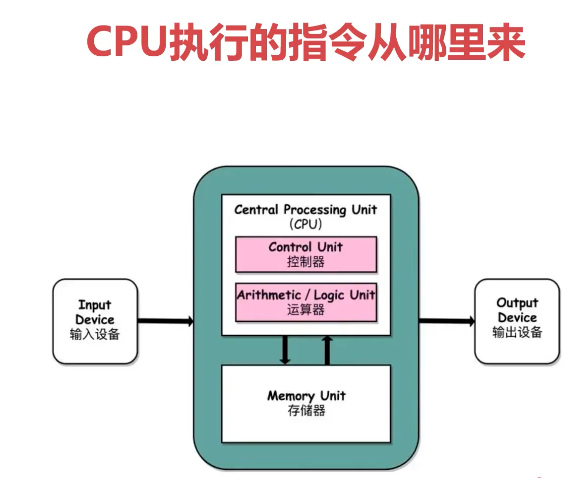 CPU执行的指令从哪里来
Central Processing Unit
(CPU)
Control Unit
控制器
Arithmetic / Logic Unit
运算器
Input
Device
输入设备
Output
Device
输出设备
Memory Unit
存储器